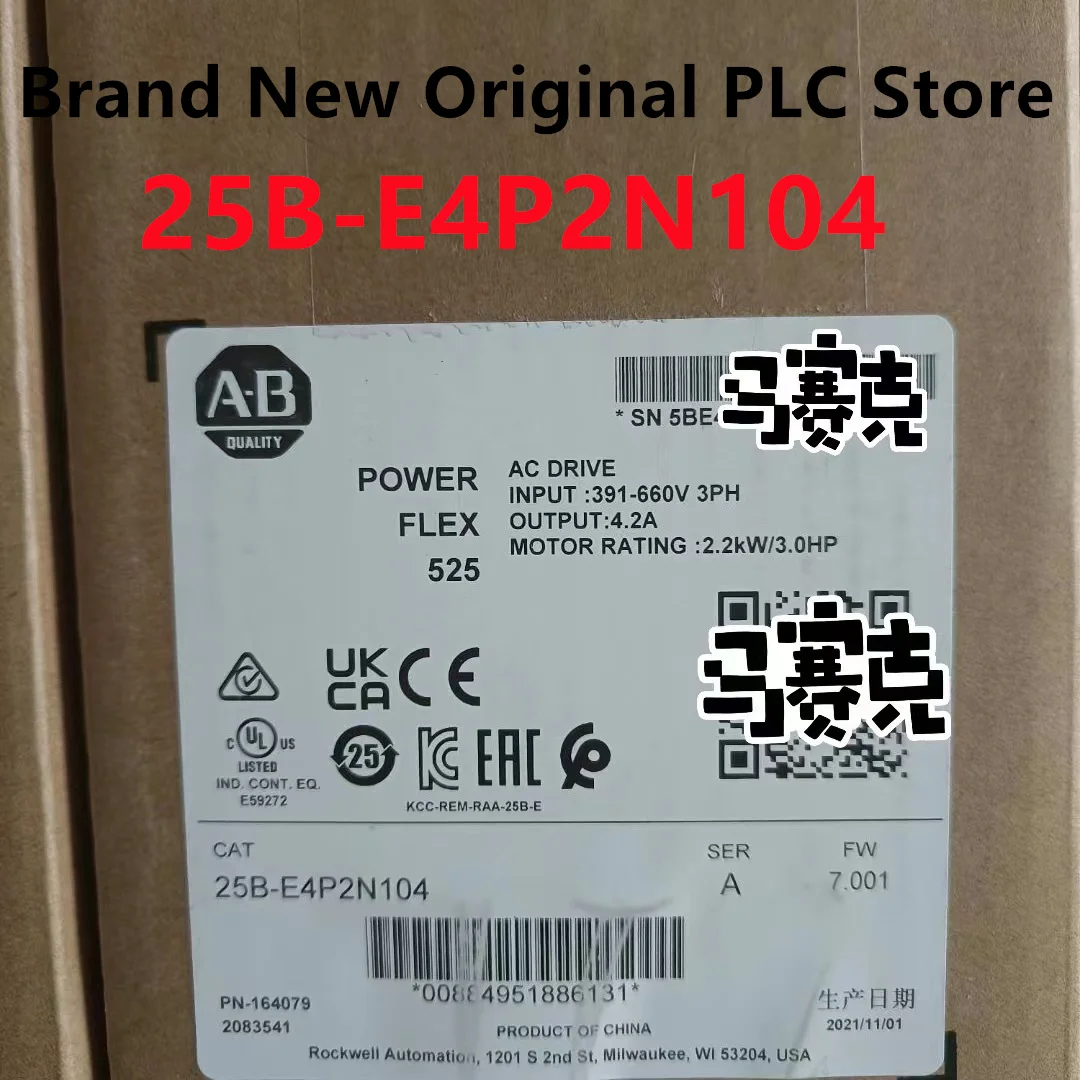 Brand New Original PLC Store
25B-E4P2N104
A-B
QUALITY
* SN 5BE4
马赛克
POWER
FLEX
525
AC DRIVE
INPUT :391-660V 3PH
OUTPUT:4.2A
MOTOR RATING :2.2kW/3.0HP
马赛克
UK
CA
CE
C UL US
LISTED
IND. CONT. EQ.
E59272
25
KC
EAC
KCC-REM-RAA-25B-E
CAT
25B-E4P2N104
SER
A
FW
7.001
*00884951886131*
PN-164079
2083541
PRODUCT OF CHINA
生产日期
2021/11/01
Rockwell Automation, 1201 S 2nd St, Milwaukee, WI 53204, USA